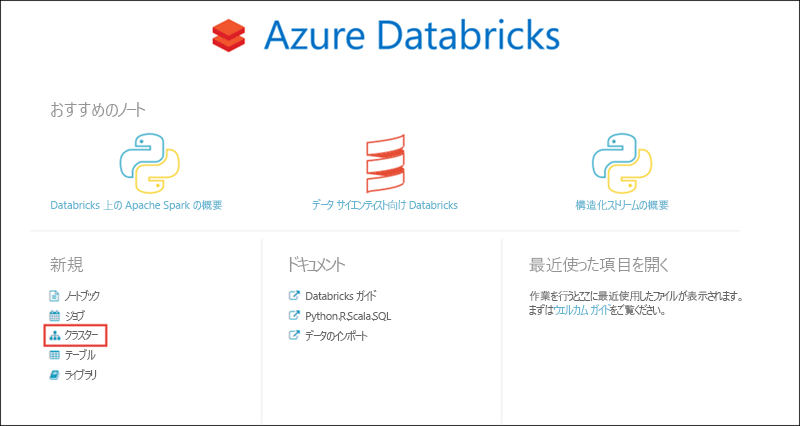 Azure Databricks
おすすめのノート
Databricks 上の Apache Spark の概要
データ サイエンティスト向け Databricks
構造化ストリームの概要
新規
ノートブック
ジョブ
クラスター
テーブル
ライブラリ
ドキュメント
Databricks ガイド
Python,R,Scala,SQL
データのインポート
最近使った項目を開く
作業を行うとここに最近使用したファイルが表示されます。
まずはウェルカム ガイドをご覧ください。